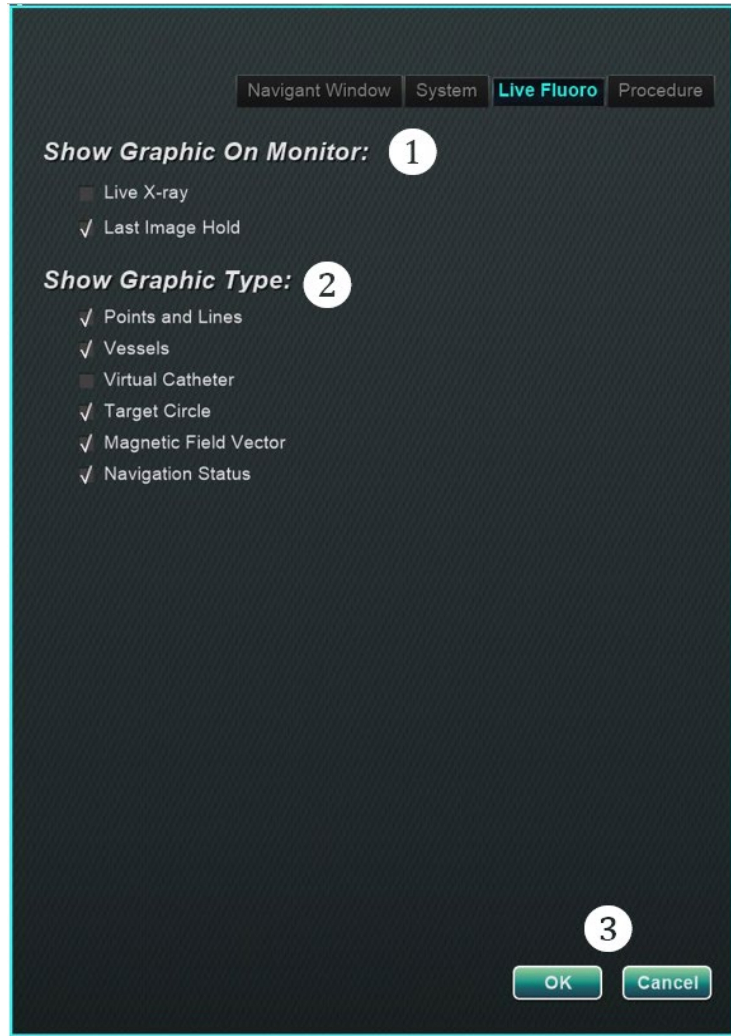 Navigant Window System Live Fluoro Procedure
Show Graphic On Monitor: 1
Live X-ray
Last Image Hold
Show Graphic Type: 2
Points and Lines
Vessels
Virtual Catheter
Target Circle
Magnetic Field Vector
Navigation Status
3
OK Cancel